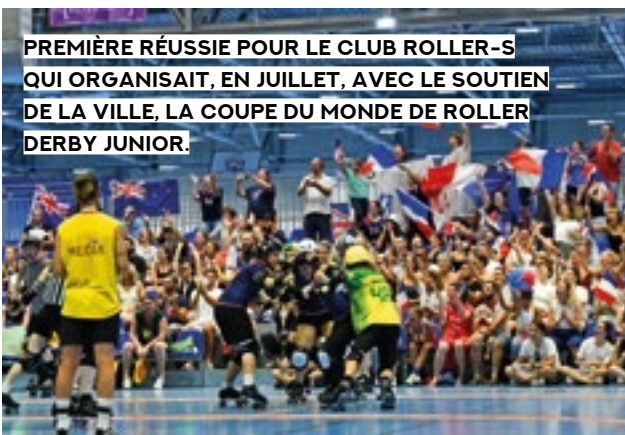 PREMIÈRE RÉUSSIE POUR LE CLUB ROLLER-S
QUI ORGANISAIT, EN JUILLET, AVEC LE SOUTIEN
DE LA VILLE, LA COUPE DU MONDE DE ROLLER
DERBY JUNIOR.
MEDIA